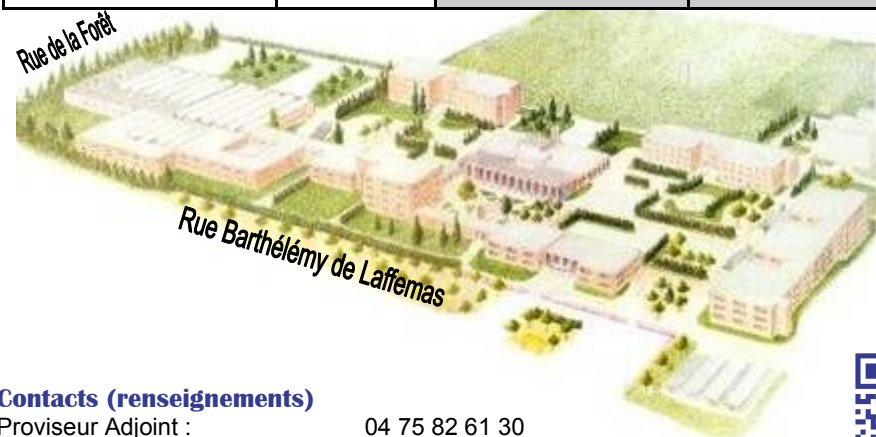 Rue de la Forêt
Rue Barthélémy de Laffemas
Contacts (renseignements)
Proviseur Adjoint : 04 75 82 61 30